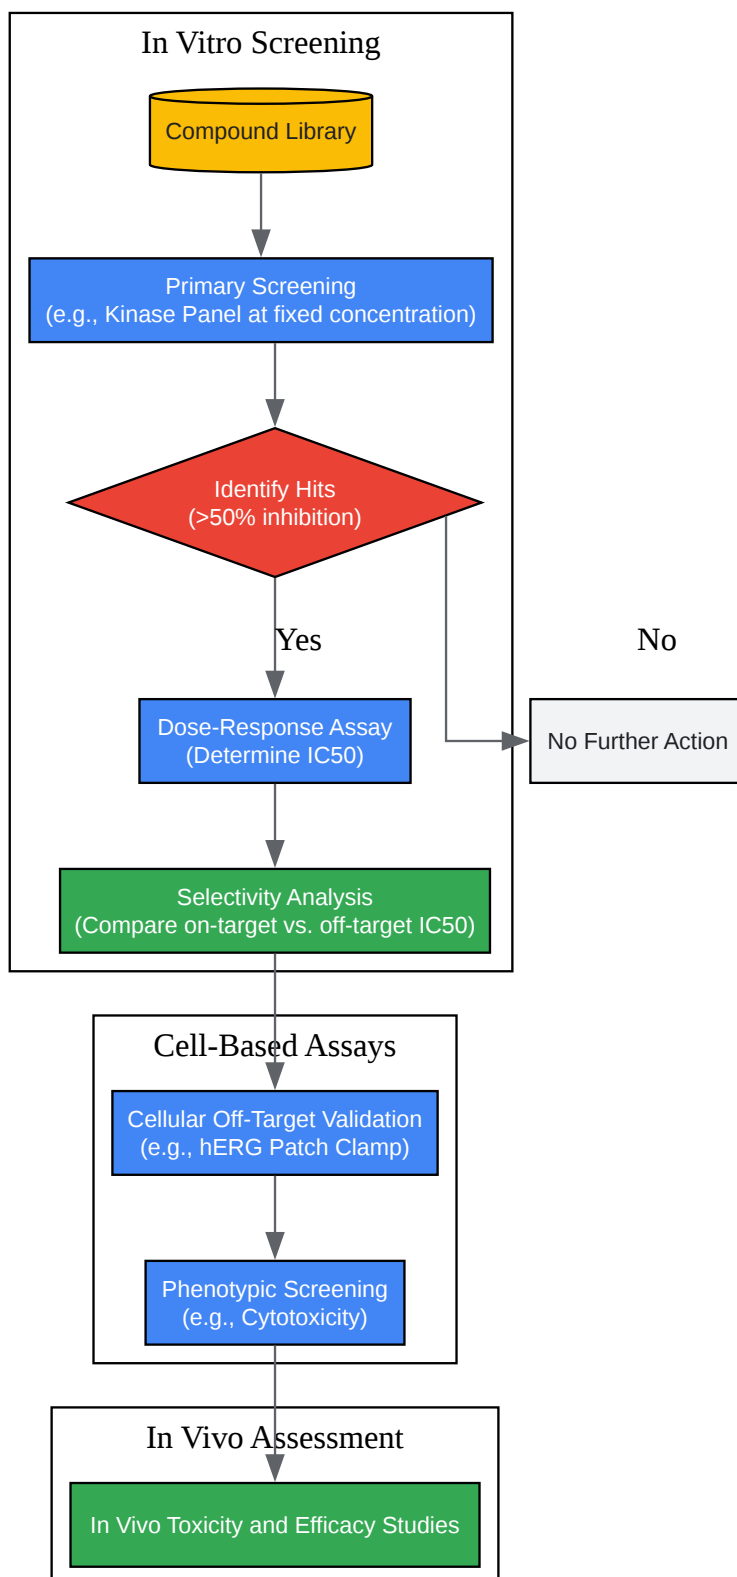 In Vitro Screening
Compound Library
Primary Screening
(e.g., Kinase Panel at fixed concentration)
Identify Hits
(>50% inhibition)
Yes
No
Dose-Response Assay
(Determine IC50)
No Further Action
Selectivity Analysis
(Compare on-target vs. off-target IC50)
Cell-Based Assays
Cellular Off-Target Validation
(e.g., hERG Patch Clamp)
Phenotypic Screening
(e.g., Cytotoxicity)
In Vivo Assessment
In Vivo Toxicity and Efficacy Studies